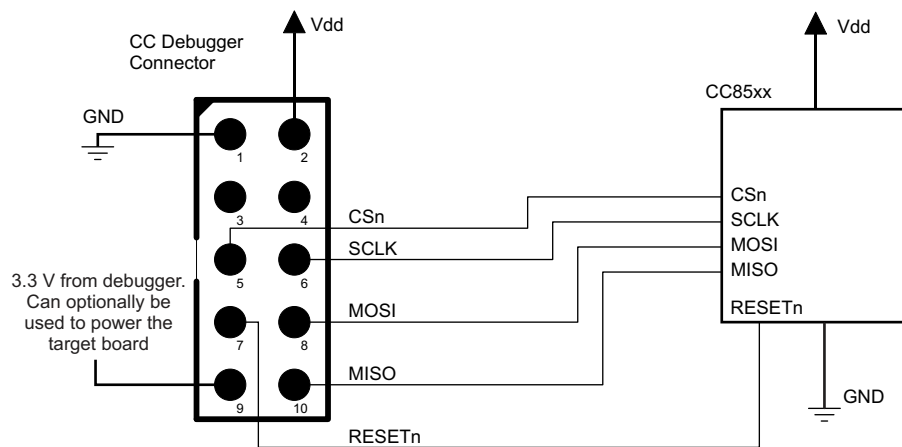 Vdd
Vdd
CC Debugger
Connector
CC85xx
GND
1
2
3
4
CSn
CSn
SCLK
SCLK
MOSI
MISO
3.3 V from debugger.
Can optionally be
used to power the
target board
5
6
RESETn
MOSI
7
8
MISO
GND
9
10
RESETn